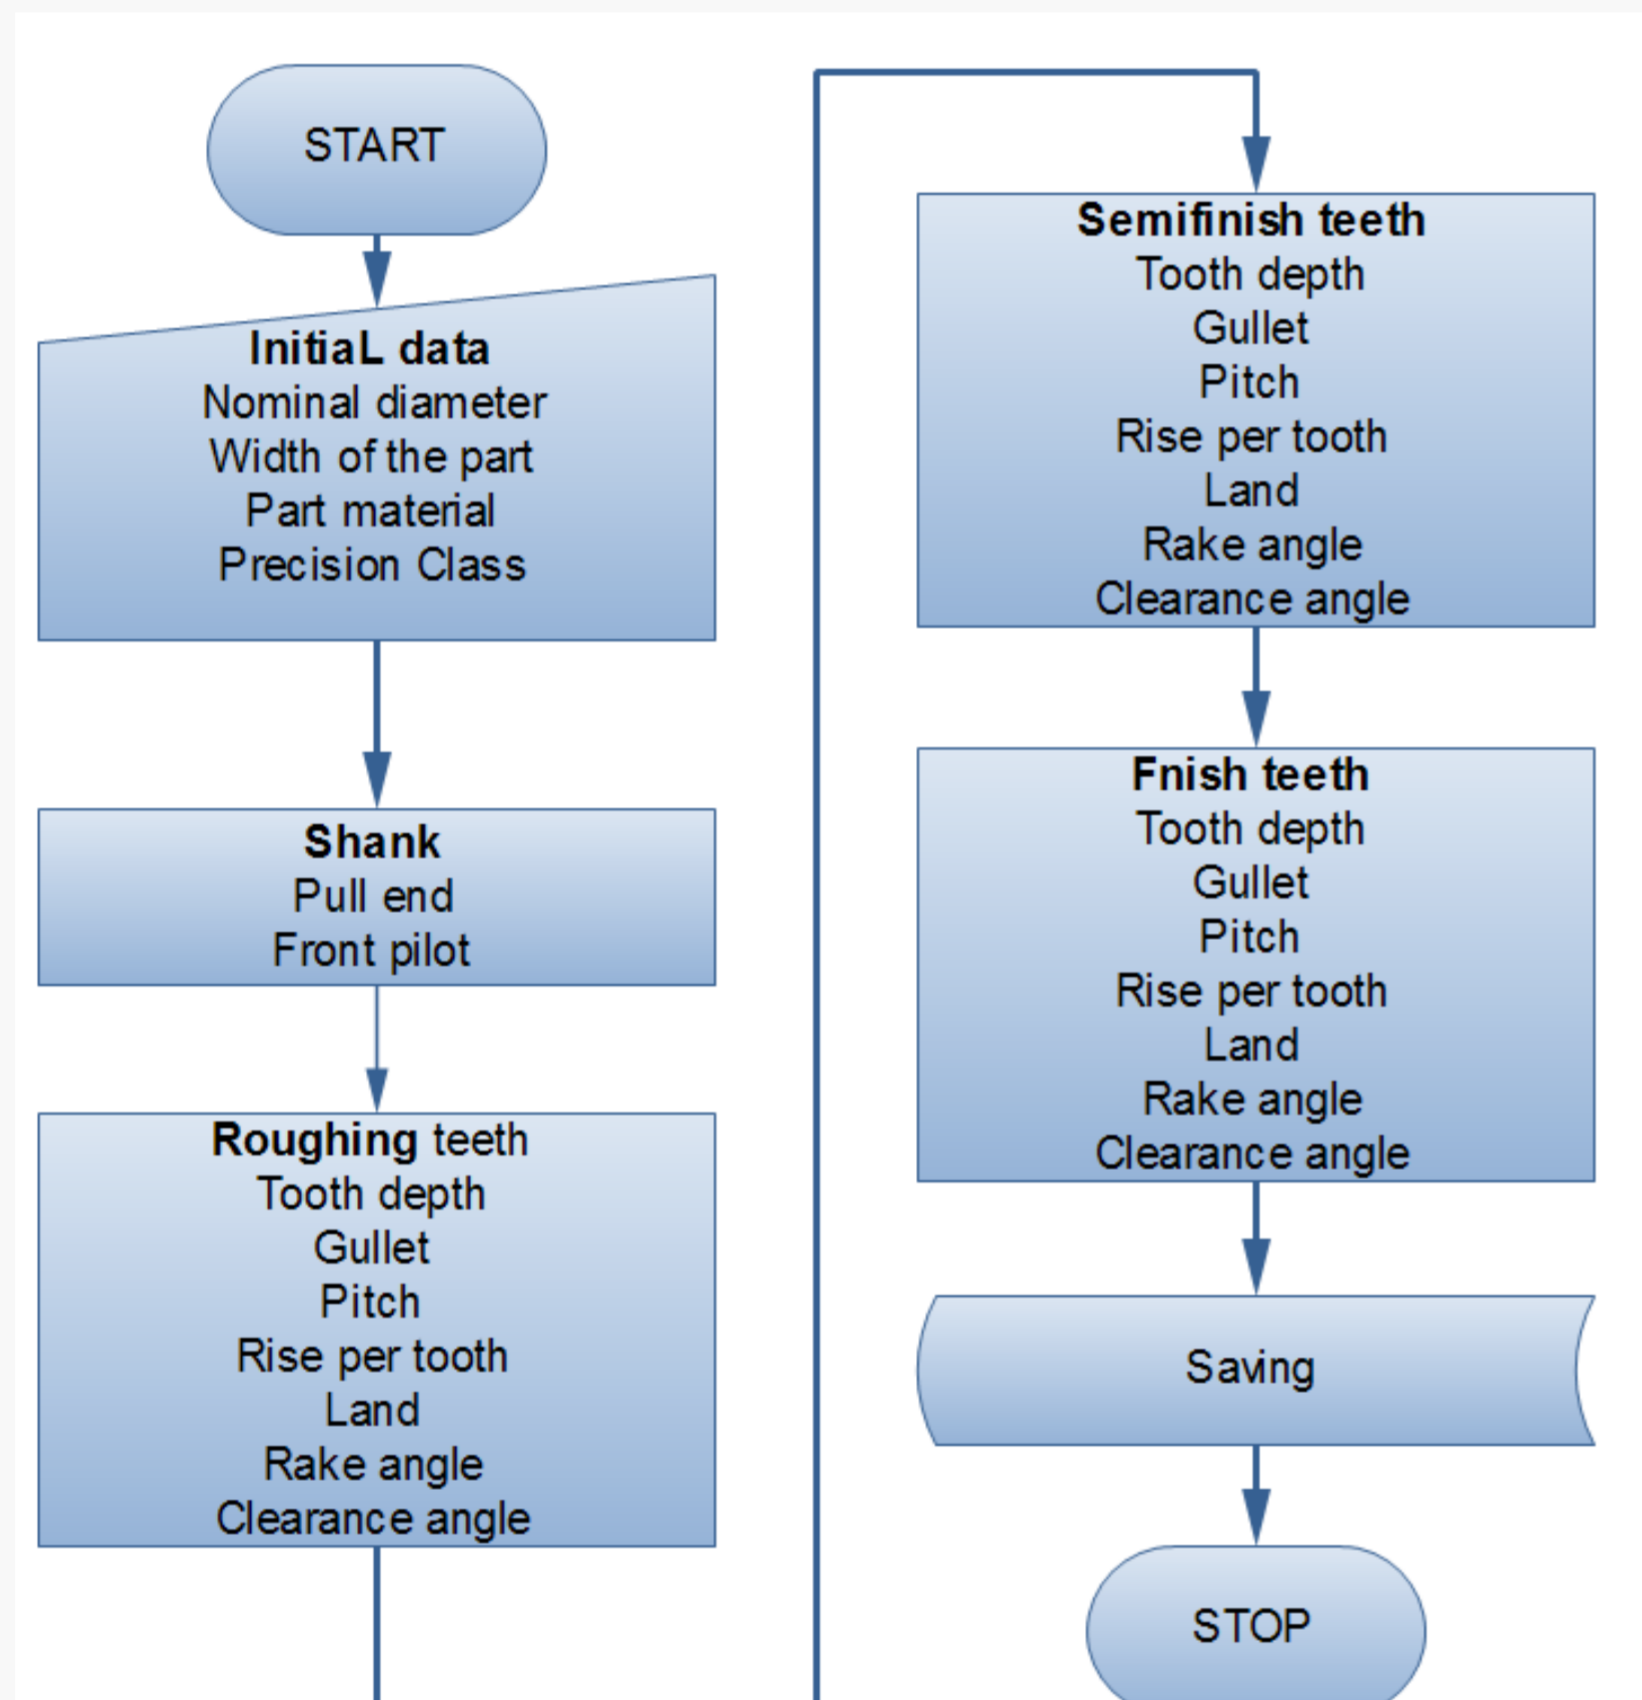 START
InitiaL data
Nominal diameter
Width of the part
Part material
Precision Class
Shank
Pull end
Front pilot
Roughing teeth
Tooth depth
Gullet
Pitch
Rise per tooth
Land
Rake angle
Clearance angle
Semifinish teeth
Tooth depth
Gullet
Pitch
Rise per tooth
Land
Rake angle
Clearance angle
Fnish teeth
Tooth depth
Gullet
Pitch
Rise per tooth
Land
Rake angle
Clearance angle
Saving
STOP